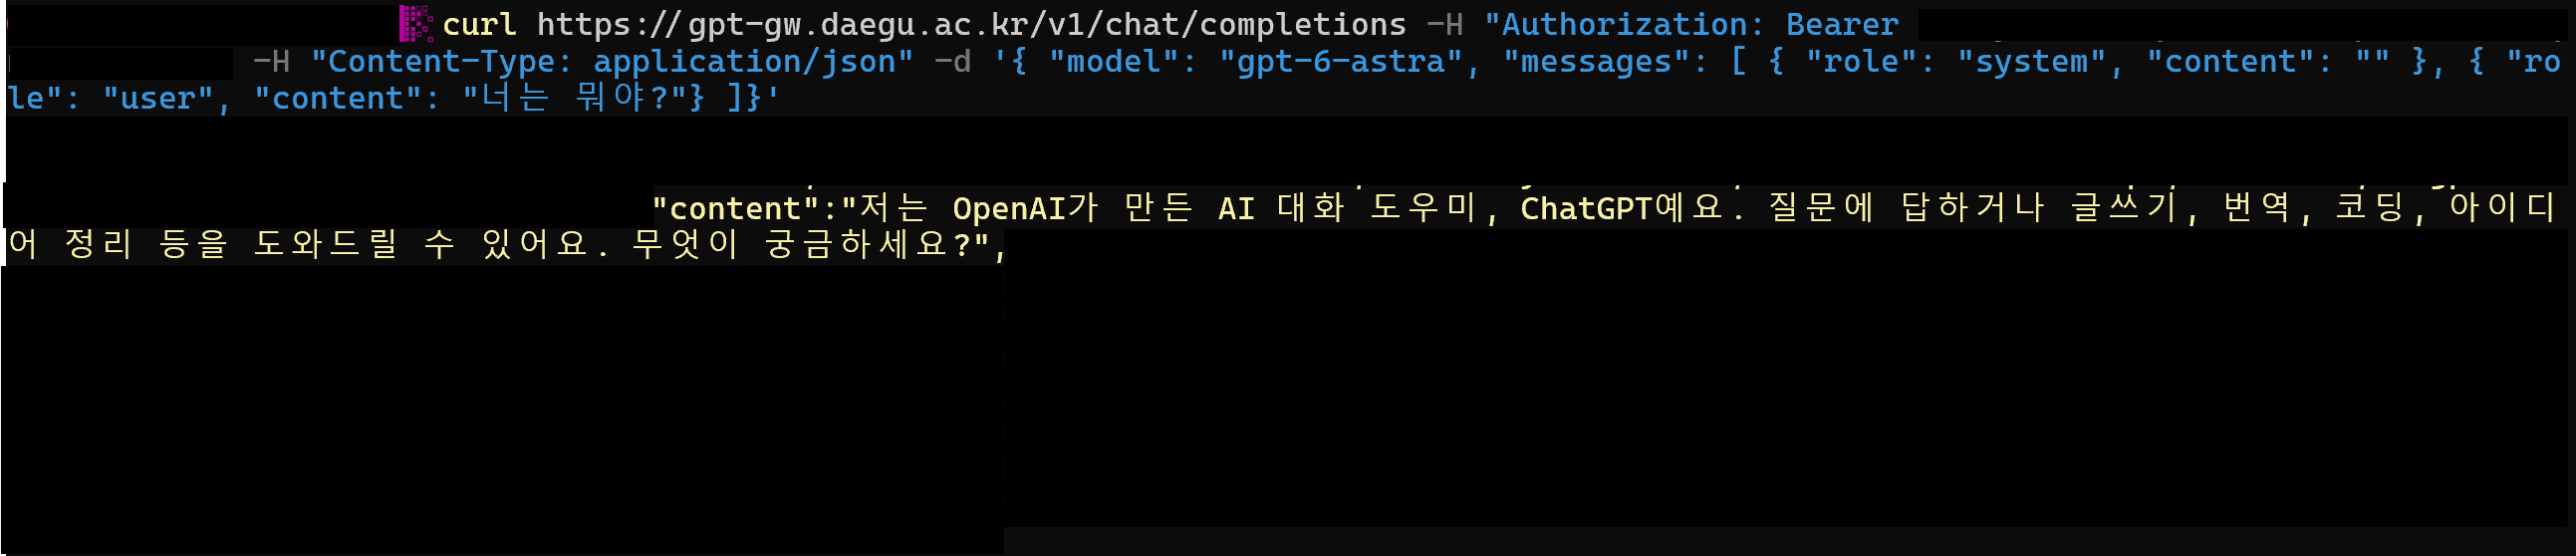 curl https://gpt-gw.daegu.ac.kr/v1/chat/completions -H "Authorization: Bearer
-H "Content-Type: application/json" -d '{ "model": "gpt-6-astra", "messages": [ { "role": "system", "content": "" }, { "ro
le": "user", "content": "너는 뭐야?"} ]}'
"content":"저는 OpenAI가 만든 AI 대화 도우미, ChatGPT예요. 질문에 답하거나 글쓰기, 번역, 코딩, 아이디
어 정리 등을 도와드릴 수 있어요. 무엇이 궁금하세요?",